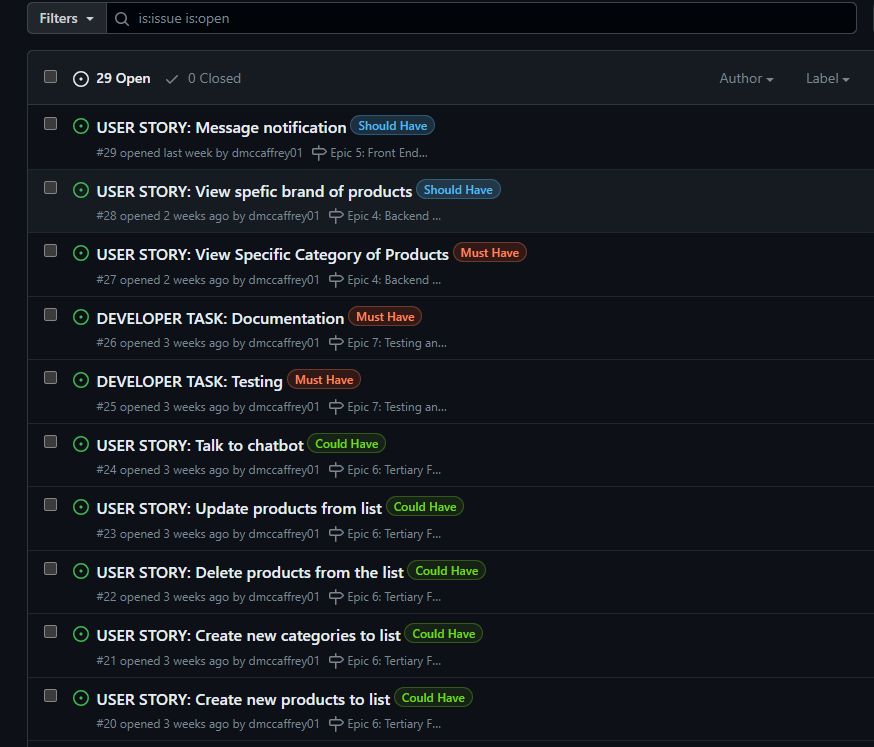 Filters is:issue is:open
29 Open 0 Closed Author Label
USER STORY: Message notification Should Have
#29 opened last week by dmccaffrey01 Epic 5: Front End...
USER STORY: View spefic brand of products Should Have
#28 opened 2 weeks ago by dmccaffrey01 Epic 4: Backend ...
USER STORY: View Specific Category of Products Must Have
#27 opened 2 weeks ago by dmccaffrey01 Epic 4: Backend ...
DEVELOPER TASK: Documentation Must Have
#26 opened 3 weeks ago by dmccaffrey01 Epic 7: Testing an...
DEVELOPER TASK: Testing Must Have
#25 opened 3 weeks ago by dmccaffrey01 Epic 7: Testing an...
USER STORY: Talk to chatbot Could Have
#24 opened 3 weeks ago by dmccaffrey01 Epic 6: Tertiary F...
USER STORY: Update products from list Could Have
#23 opened 3 weeks ago by dmccaffrey01 Epic 6: Tertiary F...
USER STORY: Delete products from the list Could Have
#22 opened 3 weeks ago by dmccaffrey01 Epic 6: Tertiary F...
USER STORY: Create new categories to list Could Have
#21 opened 3 weeks ago by dmccaffrey01 Epic 6: Tertiary F...
USER STORY: Create new products to list Could Have
#20 opened 3 weeks ago by dmccaffrey01 Epic 6: Tertiary F...